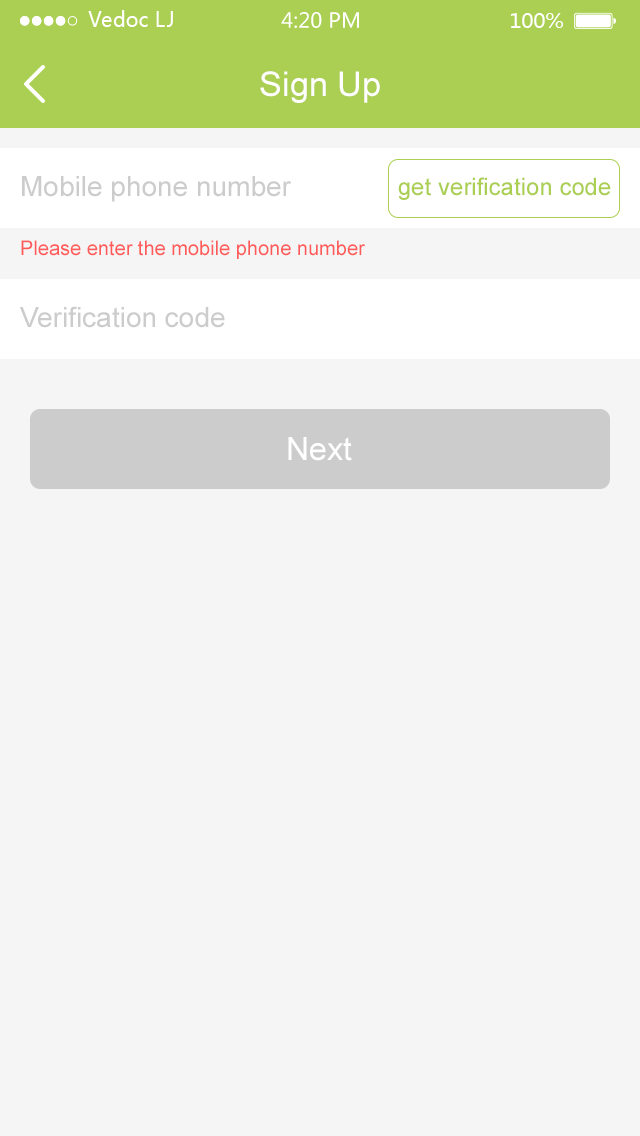 Vedoc LJ 4:20 PM 100%
Sign Up
Mobile phone number get verification code
Please enter the mobile phone number
Verification code
Next